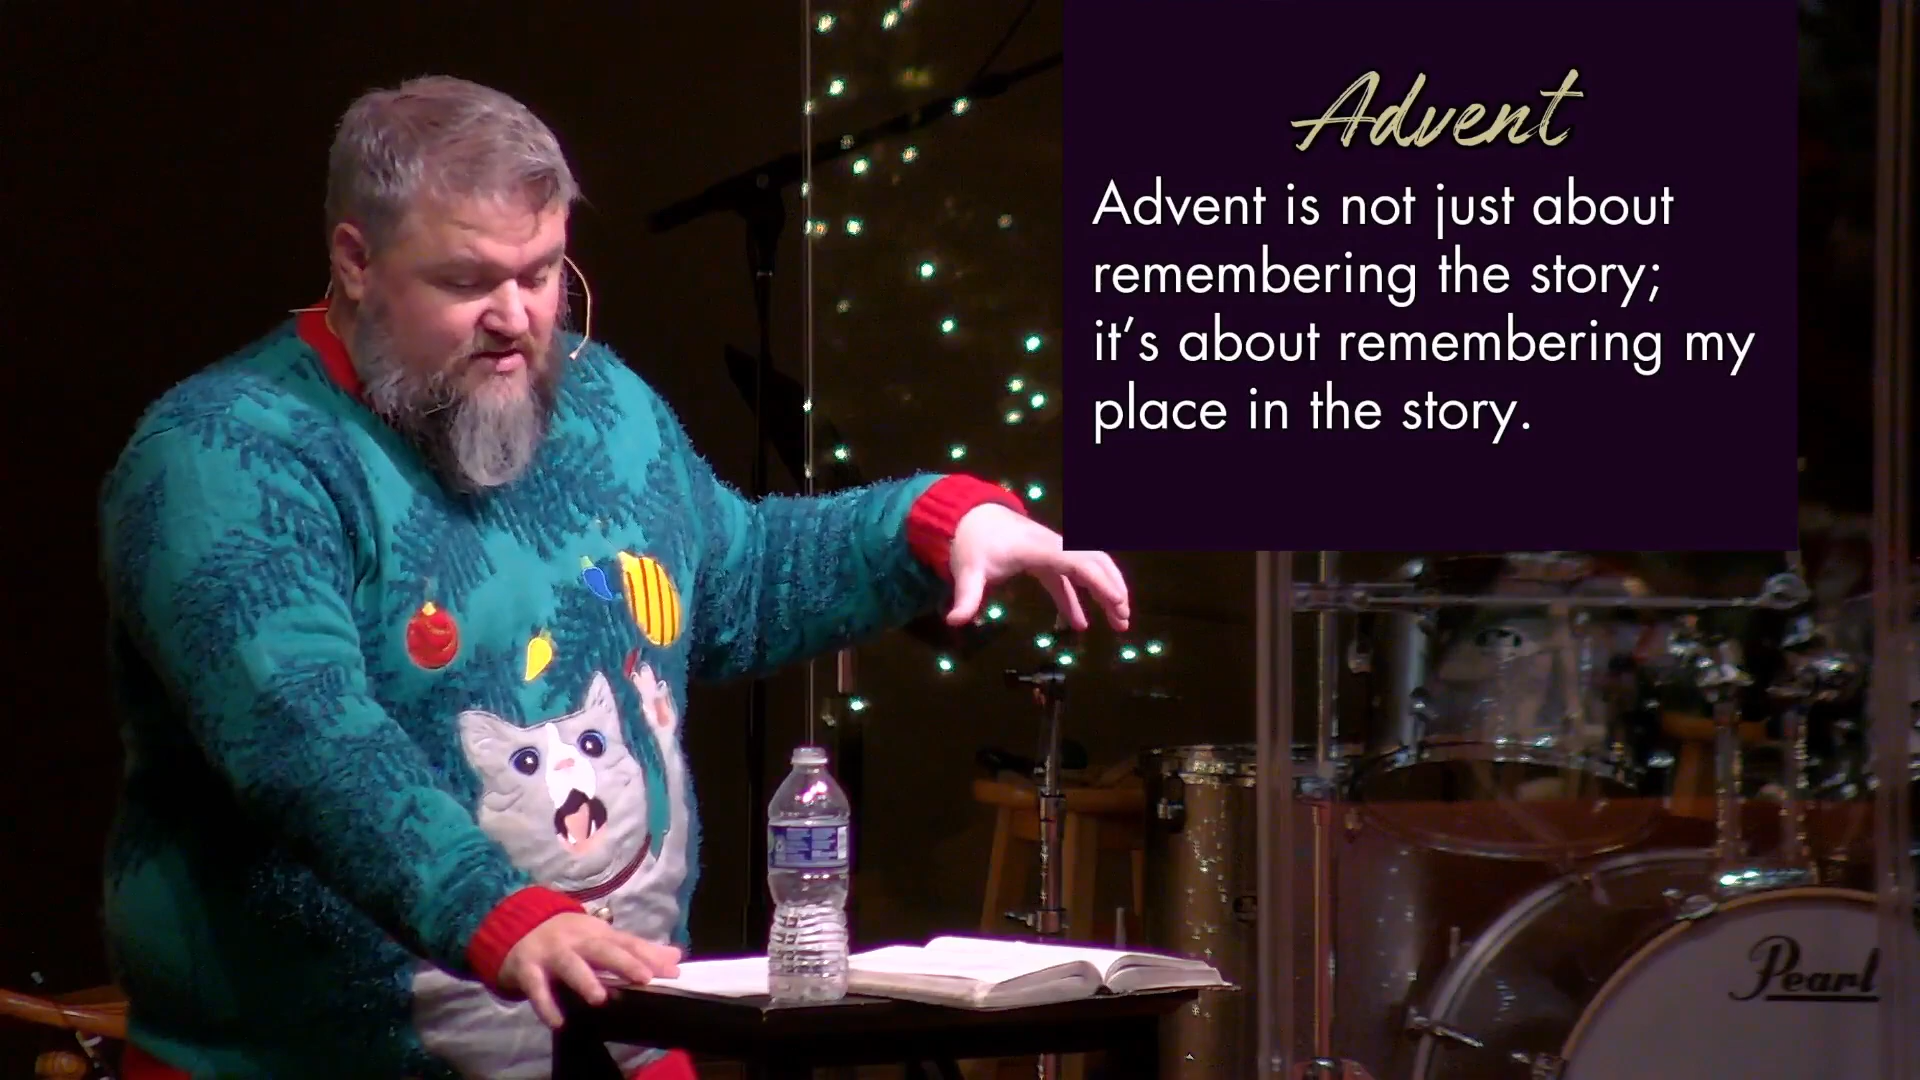 Advent
Advent is not just about
remembering the story;
it's about remembering my
place in the story.
Pearl